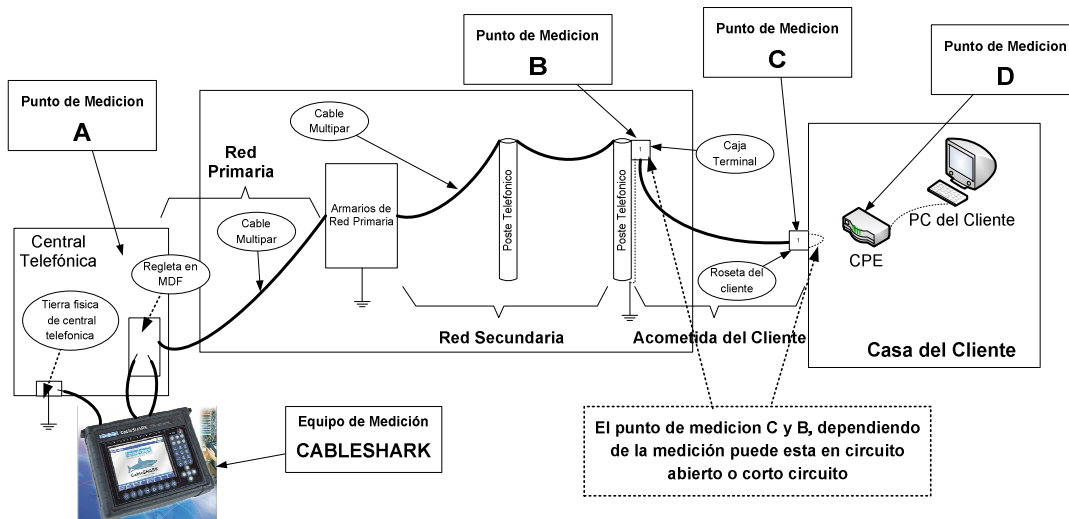 Punto de Medicion
A
Punto de Medicion
B
Punto de Medicion
C
Punto de Medicion
D
Cable
Multipar
Red
Primaria
Cable
Multipar
Armarios de
Red Primaria
Poste Telefonico
Poste Telefonico
1
Caja
Terminal
1
Roseta del
cliente
PC del Cliente
CPE
Casa del Cliente
Central
Telefónica
Regleta en
MDF
Tierra fisica
de central
telefonica
Red Secundaria
Acometida del Cliente
Equipo de Medición
CABLESHARK
CableSHARK
El punto de medicion C y B, dependiendo
de la medición puede esta en circuito
abierto o corto circuito